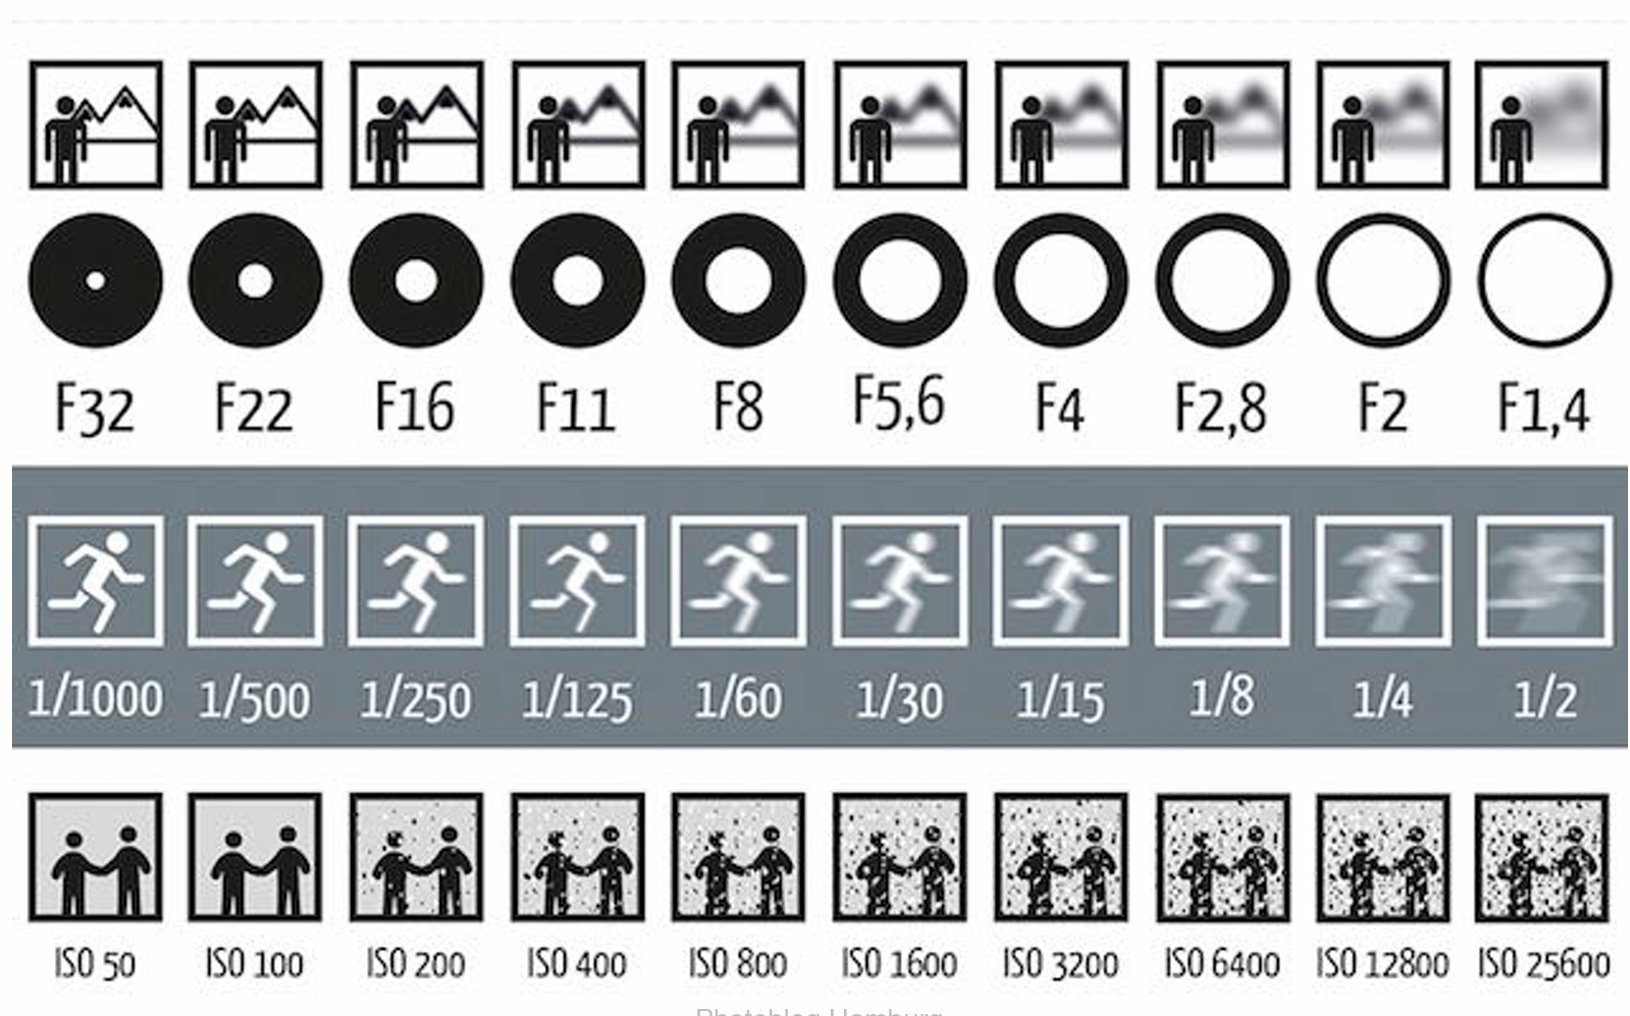 F32 F22 F16 F11 F8 F5,6 F4 F2,8 F2 F1,4
1/1000 1/500 1/250 1/125 1/60 1/30 1/15 1/8 1/4 1/2
ISO 50 ISO 100 ISO 200 ISO 400 ISO 800 ISO 1600 ISO 3200 ISO 6400 ISO 12800 ISO 25600
Photoblog Hamburg